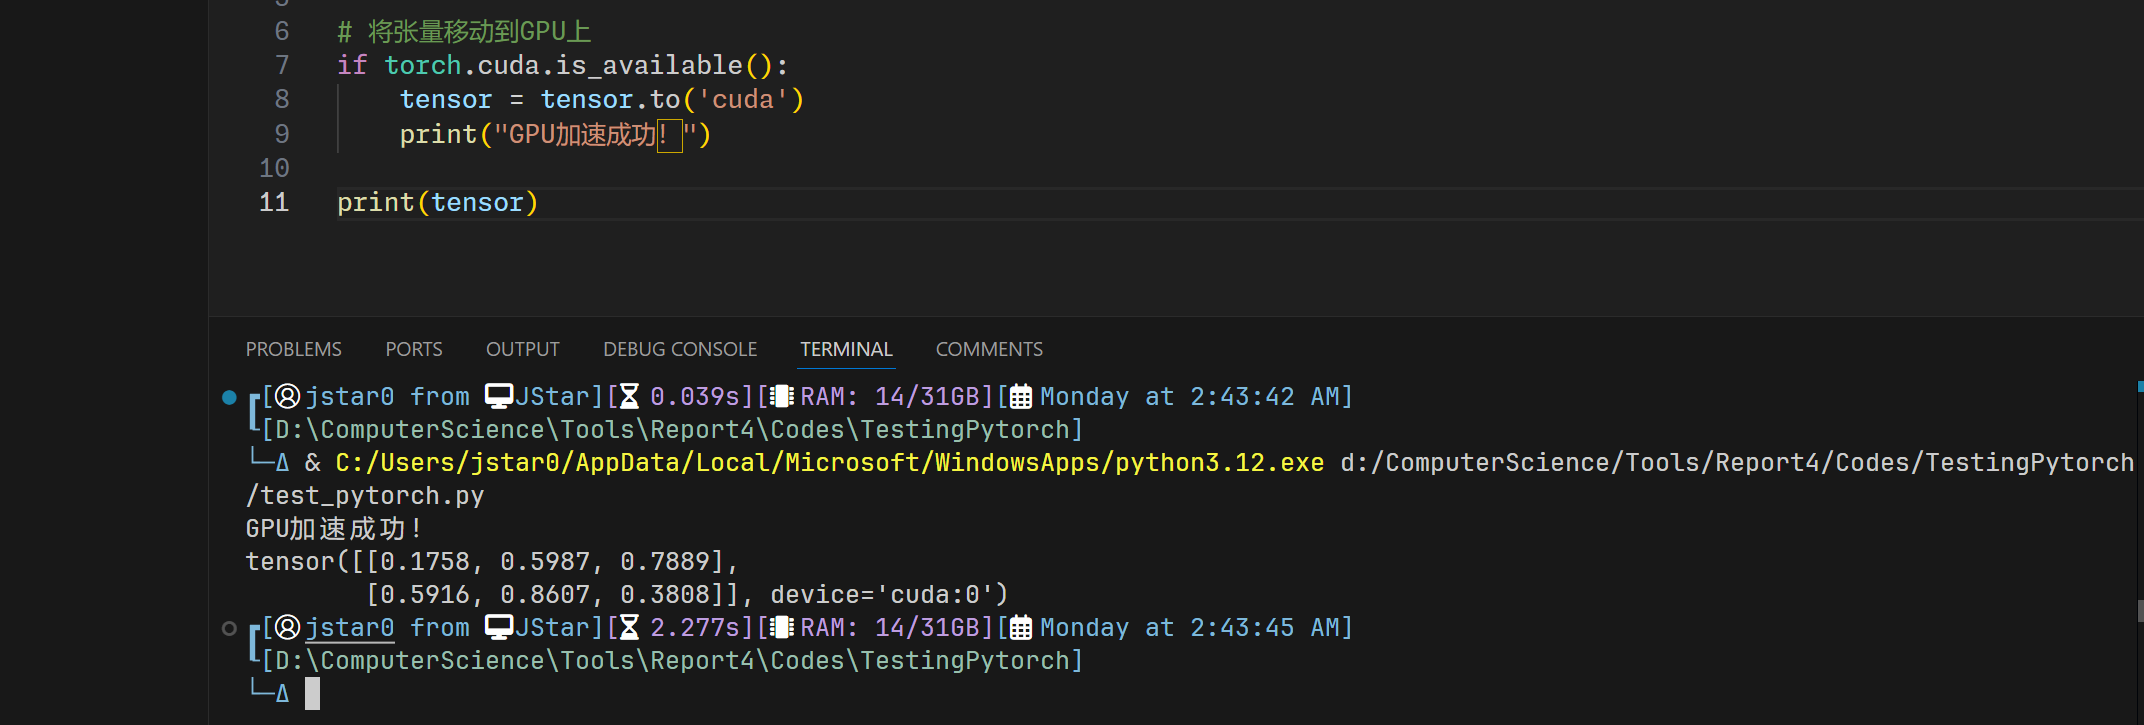 6 # 将张量移动到GPU上
7 if torch.cuda.is_available():
8 tensor = tensor.to('cuda')
9 print("GPU加速成功！")
10
11 print(tensor)
PROBLEMS PORTS OUTPUT DEBUG CONSOLE TERMINAL COMMENTS
[jstar0 from JStar][0.039s][RAM: 14/31GB][Monday at 2:43:42 AM]
[D:\ComputerScience\Tools\Report4\Codes\TestingPytorch]
└─Δ & C:/Users/jstar0/AppData/Local/Microsoft/WindowsApps/python3.12.exe d:/ComputerScience/Tools/Report4/Codes/TestingPytorch
/test_pytorch.py
GPU加速成功！
tensor([[0.1758, 0.5987, 0.7889],
[0.5916, 0.8607, 0.3808]], device='cuda:0')
[jstar0 from JStar][2.277s][RAM: 14/31GB][Monday at 2:43:45 AM]
[D:\ComputerScience\Tools\Report4\Codes\TestingPytorch]
└─Δ